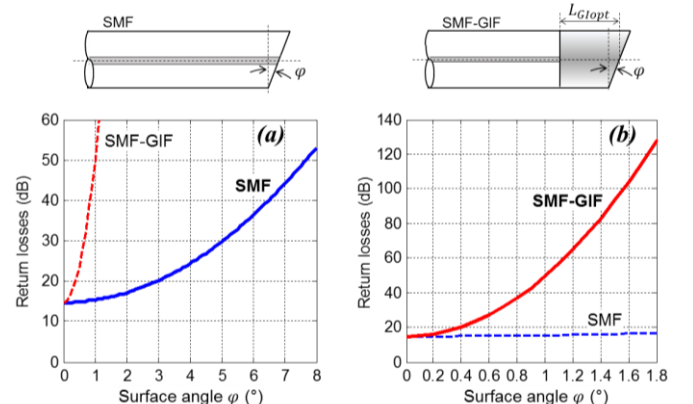 SMF
φ
SMF-GIF
L_GIopt
φ
(a)
SMF-GIF
SMF
Return losses (dB)
60
50
40
30
20
10
0
0 1 2 3 4 5 6 7 8
Surface angle φ (°)
(b)
SMF-GIF
SMF
Return losses (dB)
140
120
100
80
60
40
20
0
0 0.2 0.4 0.6 0.8 1 1.2 1.4 1.6 1.8
Surface angle φ (°)